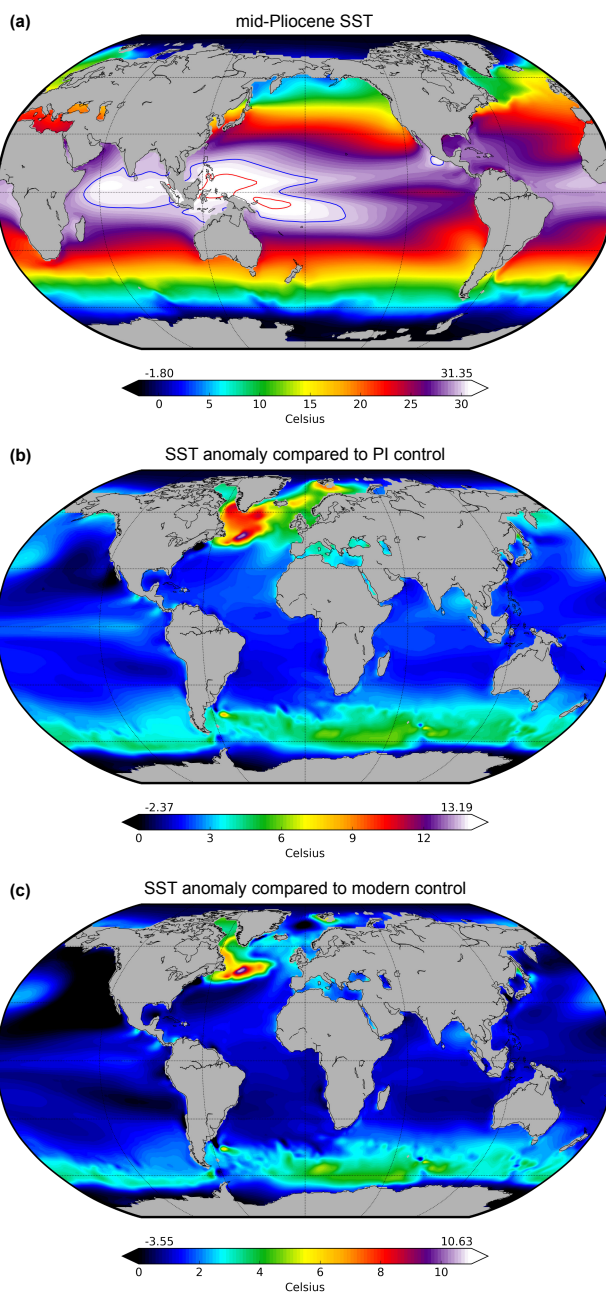 (a)
mid-Pliocene SST
-1.80 31.35
0 5 10 15 20 25 30
Celsius
(b)
SST anomaly compared to PI control
-2.37 13.19
0 3 6 9 12
Celsius
(c)
SST anomaly compared to modern control
-3.55 10.63
0 2 4 6 8 10
Celsius